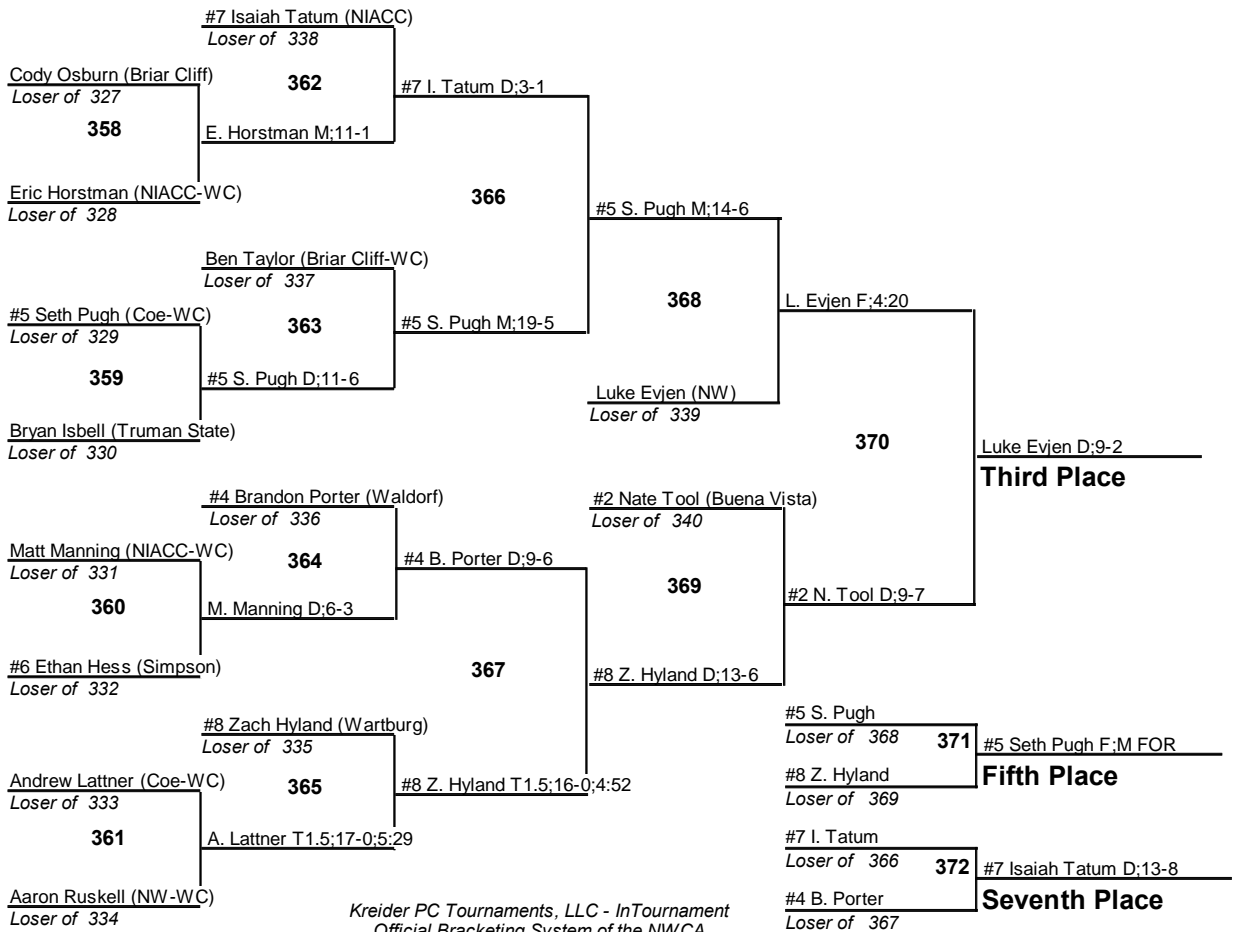 #7 Isaiah Tatum (NIACC)
Loser of 338
Cody Osburn (Briar Cliff)
Loser of 327
362
#7 I. Tatum D;3-1
358
E. Horstman M;11-1
Eric Horstman (NIACC-WC)
Loser of 328
366
#5 S. Pugh M;14-6
Ben Taylor (Briar Cliff-WC)
Loser of 337
#5 Seth Pugh (Coe-WC)
Loser of 329
363
#5 S. Pugh M;19-5
368
L. Evjen F;4:20
359
#5 S. Pugh D;11-6
Luke Evjen (NW)
Loser of 339
Bryan Isbell (Truman State)
Loser of 330
370
Luke Evjen D;9-2
Third Place
#4 Brandon Porter (Waldorf)
Loser of 336
#2 Nate Tool (Buena Vista)
Loser of 340
Matt Manning (NIACC-WC)
Loser of 331
364
#4 B. Porter D;9-6
369
#2 N. Tool D;9-7
360
M. Manning D;6-3
#6 Ethan Hess (Simpson)
Loser of 332
367
#8 Z. Hyland D;13-6
#8 Zach Hyland (Wartburg)
Loser of 335
#5 S. Pugh
Loser of 368
371
#5 Seth Pugh F;M FOR
Fifth Place
#8 Z. Hyland
Loser of 369
Andrew Lattner (Coe-WC)
Loser of 333
365
#8 Z. Hyland T1.5;16-0;4:52
361
A. Lattner T1.5;17-0;5:29
#7 I. Tatum
Loser of 366
372
#7 Isaiah Tatum D;13-8
Seventh Place
#4 B. Porter
Loser of 367
Aaron Ruskell (NW-WC)
Loser of 334
Kreider PC Tournaments, LLC - InTournament
Official Bracketing System of the NWCA